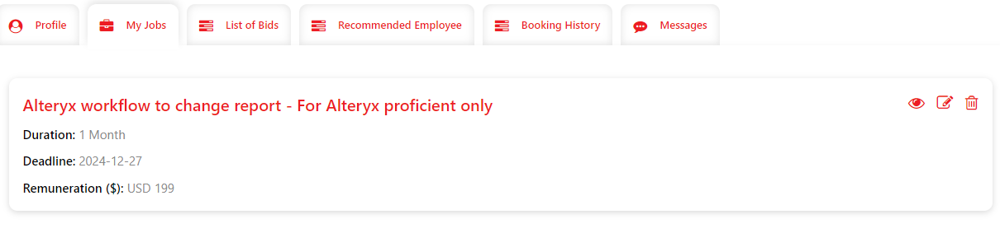 Profile My Jobs List of Bids Recommended Employee Booking History Messages
Alteryx workflow to change report - For Alteryx proficient only
Duration: 1 Month
Deadline: 2024-12-27
Remuneration ($): USD 199